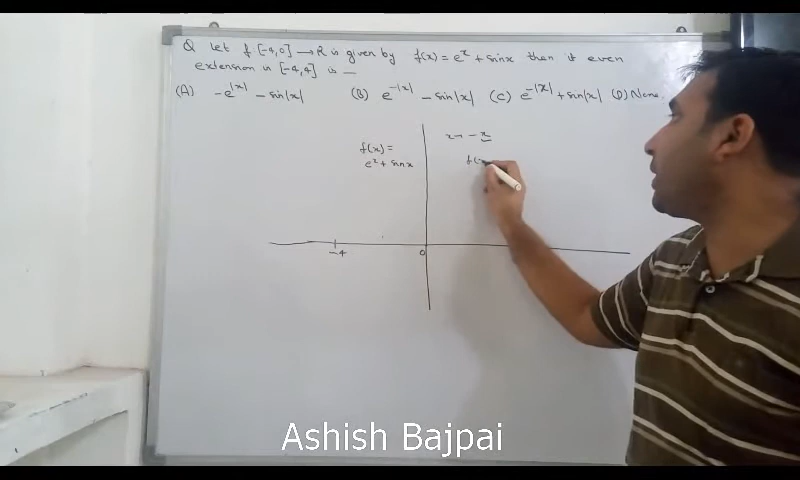 Q Let f: [-4,0] → R is given by f(x) = e^x + sinx then it even
extension is [-4,4] is —
(A) -e^|x| - sin|x| (B) e^-|x| - sin|x| (C) e^-|x| + sin|x| (D) None.
x → -x
f(x) =
e^x + sinx
f(
-4 0
Ashish Bajpai